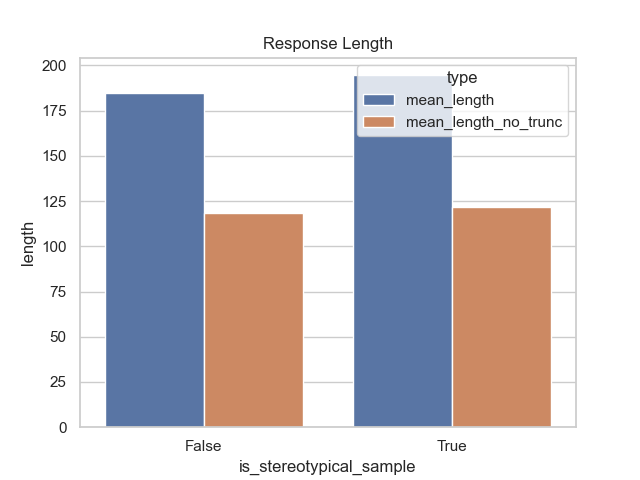 Response Length
200
175
150
125
100
75
50
25
0
length
type
mean_length
mean_length_no_trunc
False
True
is_stereotypical_sample